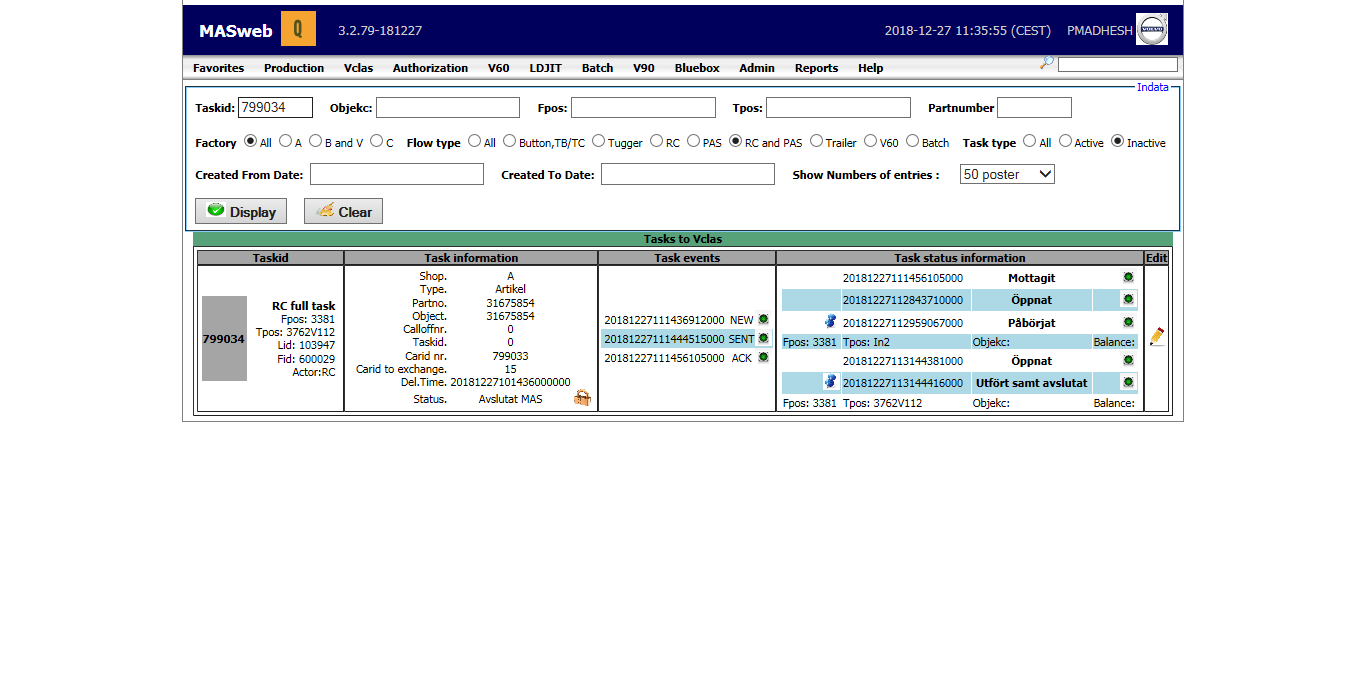 MASweb Q 3.2.79-181227 2018-12-27 11:35:55 (CEST) PMADHESH VOLVO
Favorites Production Vclas Authorization V60 LDJIT Batch V90 Bluebox Admin Reports Help
Indata
Taskid: 799034 Objekc: Fpos: Tpos: Partnumber
Factory All A B and V C Flow type All Button,TB/TC Tugger RC PAS RC and PAS Trailer V60 Batch Task type All Active Inactive
Created From Date: Created To Date: Show Numbers of entries : 50 poster
Display Clear
Tasks to Vclas
Taskid Task information Task events Task status information Edit
799034
RC full task
Fpos: 3381
Tpos: 3762V112
Lid: 103947
Fid: 600029
Actor:RC
Shop. A
Type. Artikel
Partno. 31675854
Object. 31675854
Calloffnr. 0
Taskid. 0
Carid nr. 799033
Carid to exchange. 15
Del.Time. 20181227101436000000
Status. Avslutat MAS
20181227111436912000 NEW
20181227111444515000 SENT
20181227111456105000 ACK
20181227111456105000 Mottagit
20181227112843710000 Öppnat
20181227112959067000 Påbörjat
Fpos: 3381 Tpos: In2 Objekc: Balance:
20181227113144381000 Öppnat
20181227113144416000 Utfört samt avslutat
Fpos: 3381 Tpos: 3762V112 Objekc: Balance: